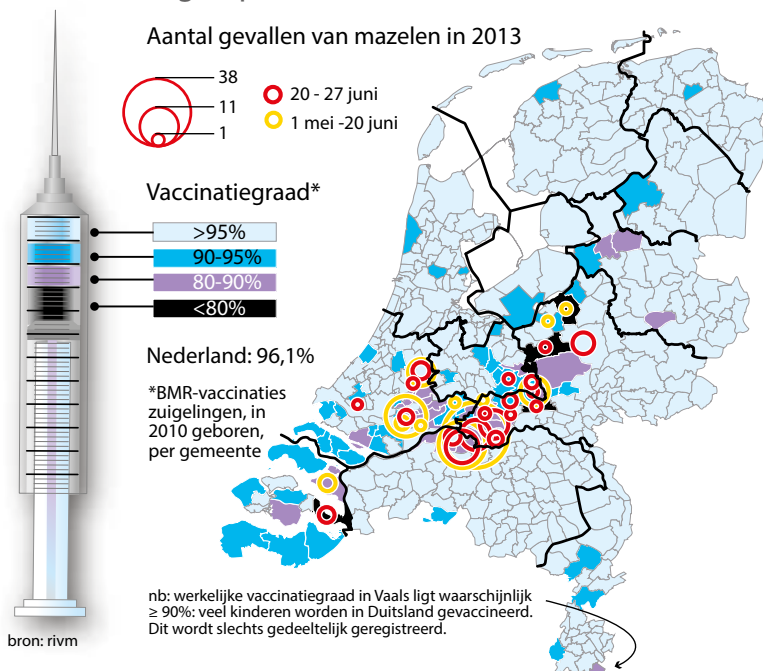 Aantal gevallen van mazelen in 2013
38
11
1
20 - 27 juni
1 mei -20 juni
Vaccinatiegraad*
>95%
90-95%
80-90%
<80%
Nederland: 96,1%
*BMR-vaccinaties
zuigelingen, in
2010 geboren,
per gemeente
nb: werkelijke vaccinatiegraad in Vaals ligt waarschijnlijk
≥ 90%: veel kinderen worden in Duitsland gevaccineerd.
Dit wordt slechts gedeeltelijk geregistreerd.
bron: rivm